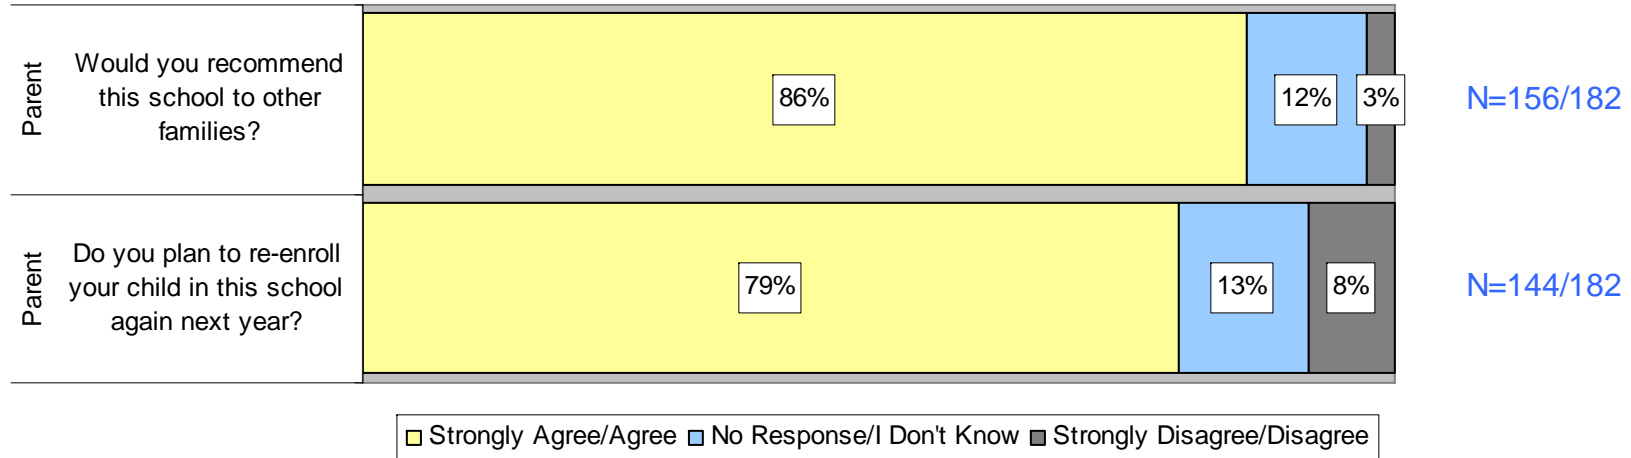 Parent
Would you recommend
this school to other
families?
86%
12%
3%
N=156/182
Parent
Do you plan to re-enroll
your child in this school
again next year?
79%
13%
8%
N=144/182
Strongly Agree/Agree No Response/I Don't Know Strongly Disagree/Disagree